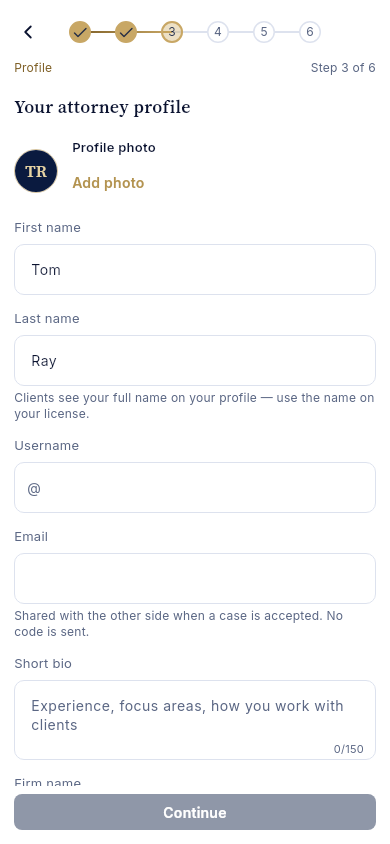 3 4 5 6
Profile Step 3 of 6
Your attorney profile
TR
Profile photo
Add photo
First name
Tom
Last name
Ray
Clients see your full name on your profile — use the name on
your license.
Username
@
Email
Shared with the other side when a case is accepted. No
code is sent.
Short bio
Experience, focus areas, how you work with
clients
0/150
Firm name
Continue